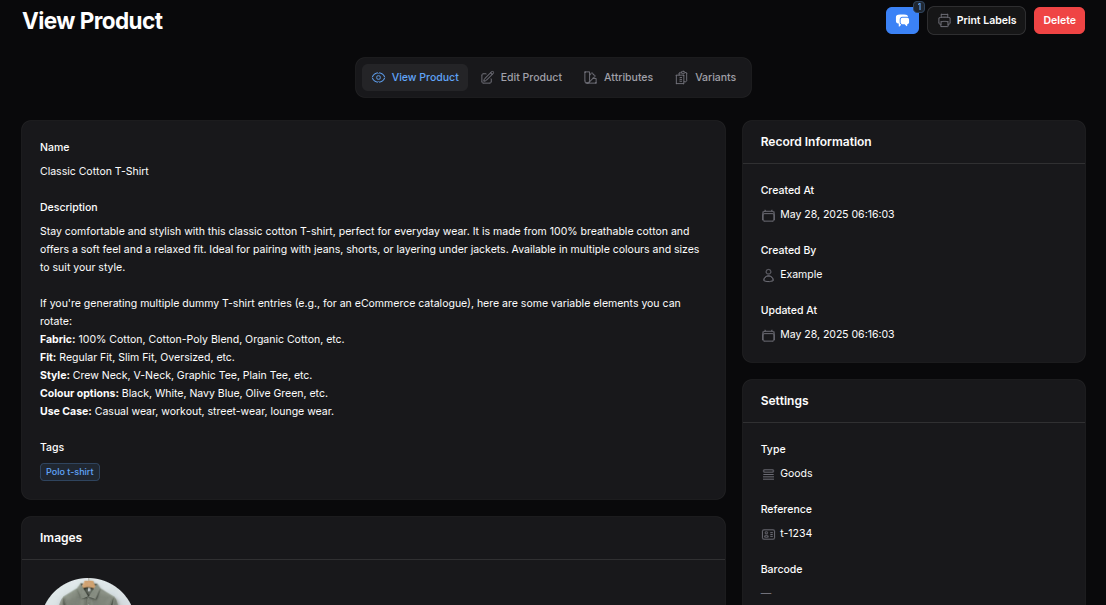 View Product
1
Print Labels
Delete
View Product
Edit Product
Attributes
Variants
Name
Classic Cotton T-Shirt
Description
Stay comfortable and stylish with this classic cotton T-shirt, perfect for everyday wear. It is made from 100% breathable cotton and
offers a soft feel and a relaxed fit. Ideal for pairing with jeans, shorts, or layering under jackets. Available in multiple colours and sizes
to suit your style.
If you're generating multiple dummy T-shirt entries (e.g., for an eCommerce catalogue), here are some variable elements you can
rotate:
Fabric: 100% Cotton, Cotton-Poly Blend, Organic Cotton, etc.
Fit: Regular Fit, Slim Fit, Oversized, etc.
Style: Crew Neck, V-Neck, Graphic Tee, Plain Tee, etc.
Colour options: Black, White, Navy Blue, Olive Green, etc.
Use Case: Casual wear, workout, street-wear, lounge wear.
Tags
Polo t-shirt
Images
Record Information
Created At
May 28, 2025 06:16:03
Created By
Example
Updated At
May 28, 2025 06:16:03
Settings
Type
Goods
Reference
t-1234
Barcode
—